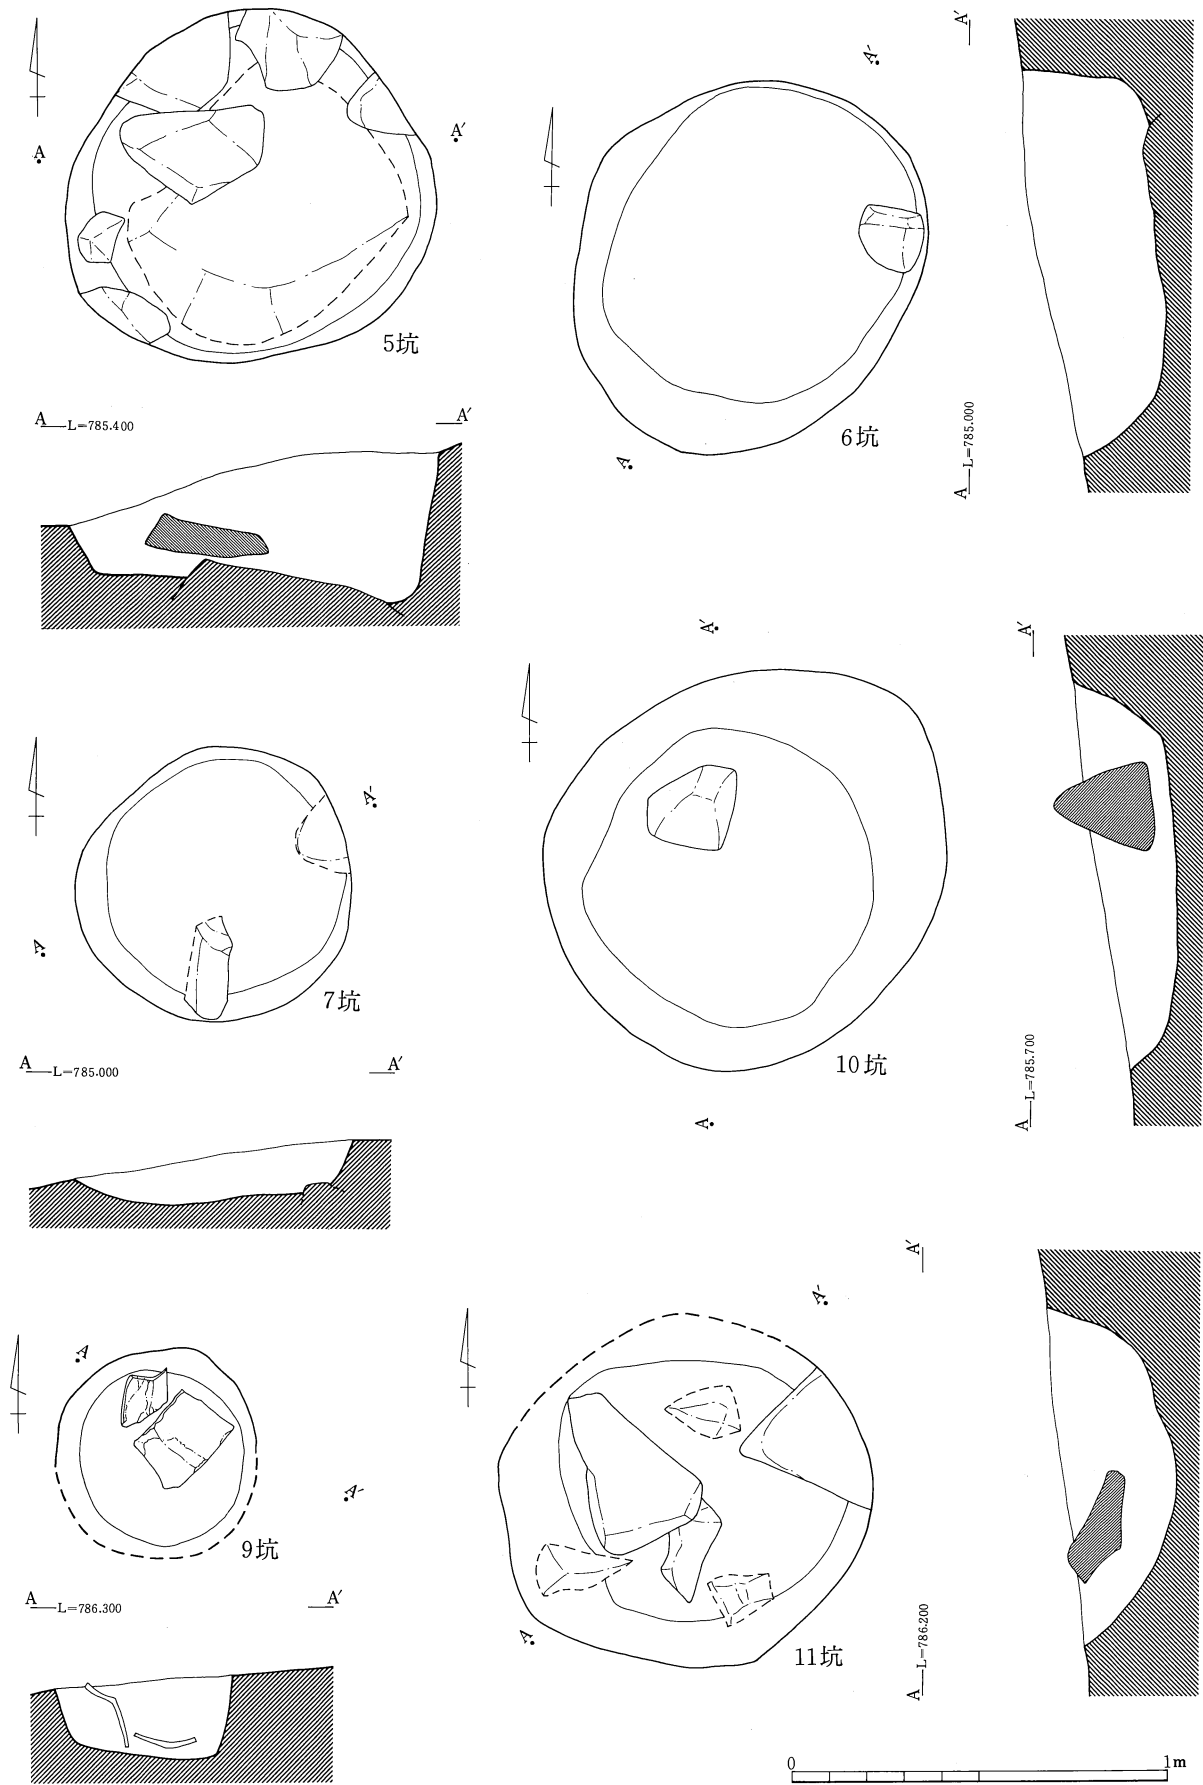 A
A′
5坑
A L=785.400 A′
A′
A
6坑
A L=785.000 A′
A′
A
7坑
A L=785.000 A′
A′
A
10坑
A L=785.700 A′
A
A′
9坑
A L=786.300 A′
A′
A
11坑
A L=786.200 A′
0 1m